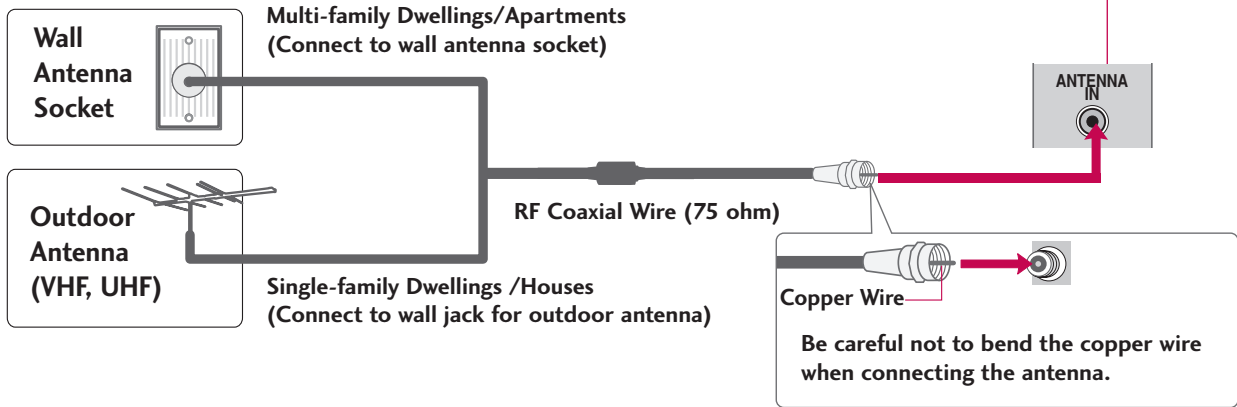 Wall
Antenna
Socket
Multi-family Dwellings/Apartments
(Connect to wall antenna socket)
ANTENNA
IN
Outdoor
Antenna
(VHF, UHF)
RF Coaxial Wire (75 ohm)
Single-family Dwellings /Houses
(Connect to wall jack for outdoor antenna)
Copper Wire
Be careful not to bend the copper wire
when connecting the antenna.